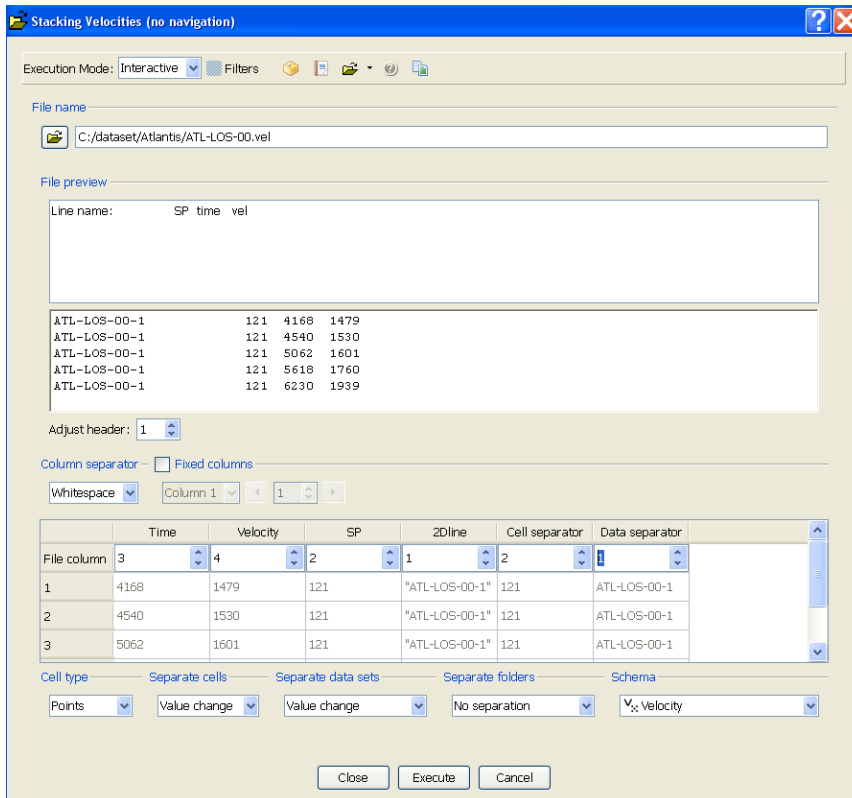 Stacking Velocities (no navigation)
Execution Mode: Interactive Filters
File name
C:/dataset/Atlantis/ATL-LOS-00.vel
File preview
Line name: SP time vel
ATL-LOS-00-1 121 4168 1479
ATL-LOS-00-1 121 4540 1530
ATL-LOS-00-1 121 5062 1601
ATL-LOS-00-1 121 5618 1760
ATL-LOS-00-1 121 6230 1939
Adjust header: 1
Column separator Fixed columns
Whitespace Column 1 1
Time Velocity SP 2Dline Cell separator Data separator
File column 3 4 2 1 2 1
1 4168 1479 121 "ATL-LOS-00-1" 121 ATL-LOS-00-1
2 4540 1530 121 "ATL-LOS-00-1" 121 ATL-LOS-00-1
3 5062 1601 121 "ATL-LOS-00-1" 121 ATL-LOS-00-1
Cell type Separate cells Separate data sets Separate folders Schema
Points Value change Value change No separation Velocity
Close Execute Cancel